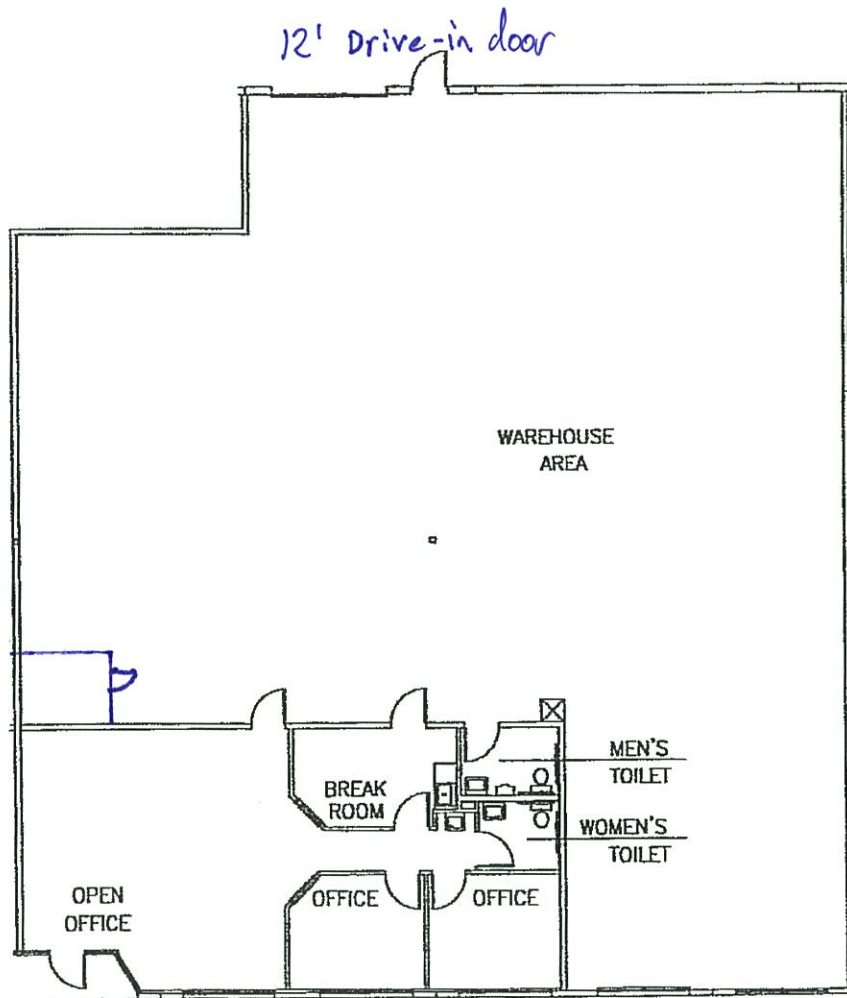 12' Drive-in door
WAREHOUSE
AREA
MEN'S
TOILET
BREAK
ROOM
WOMEN'S
TOILET
OPEN
OFFICE
OFFICE
OFFICE